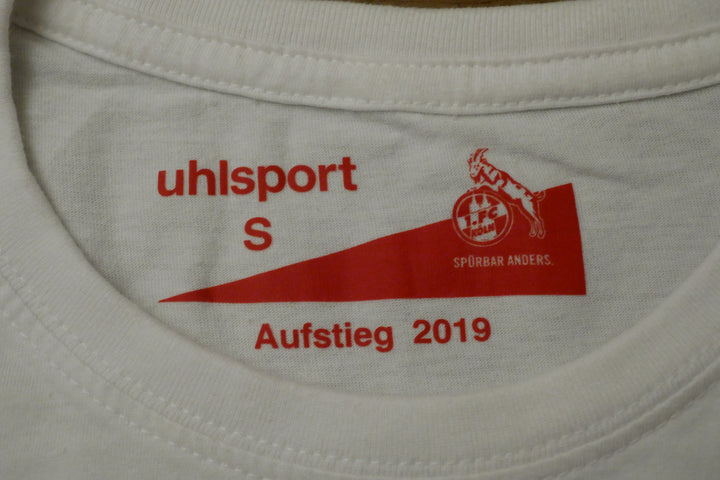 uhlsport
S
1.FC
KÖLN
SPÜRBAR ANDERS.
Aufstieg 2019